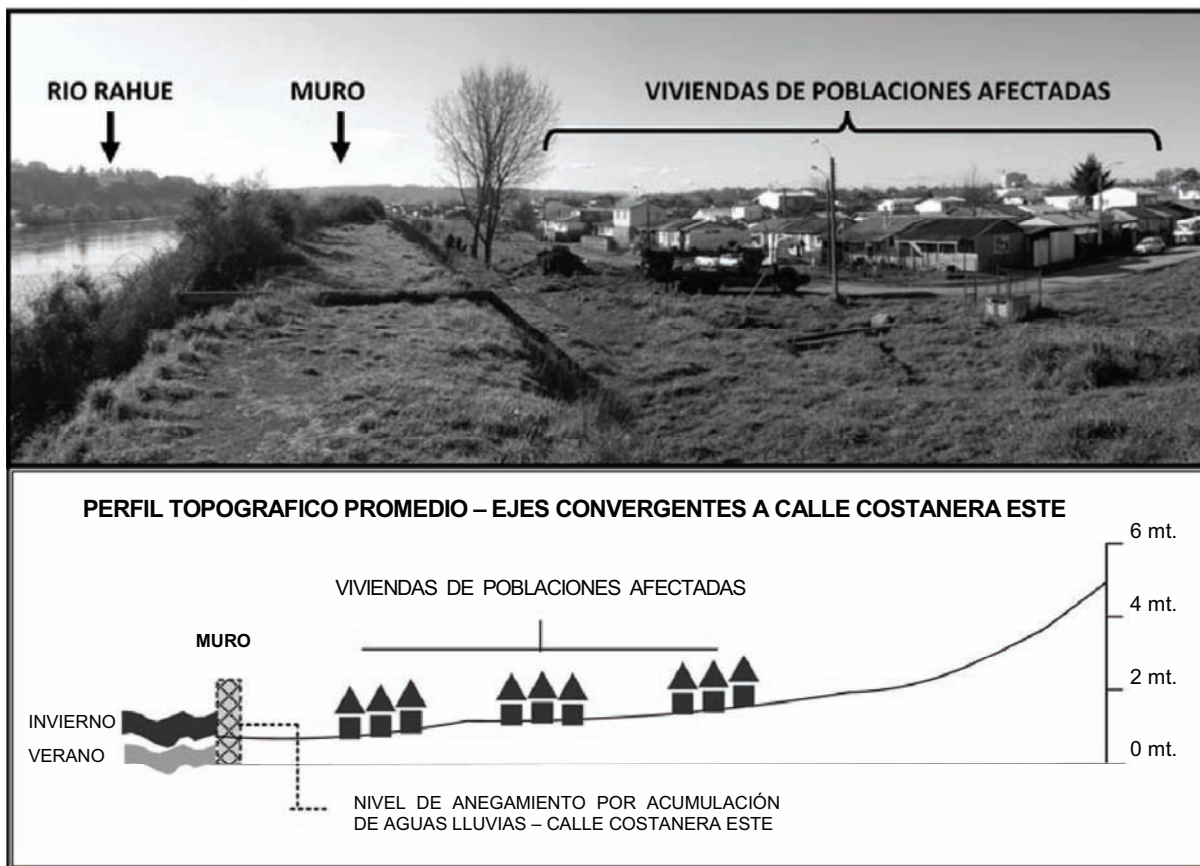 RIO RAHUE
MURO
VIVIENDAS DE POBLACIONES AFECTADAS
PERFIL TOPOGRAFICO PROMEDIO – EJES CONVERGENTES A CALLE COSTANERA ESTE
6 mt.
VIVIENDAS DE POBLACIONES AFECTADAS
4 mt.
MURO
2 mt.
INVIERNO
VERANO
0 mt.
NIVEL DE ANEGAMIENTO POR ACUMULACIÓN
DE AGUAS LLUVIAS – CALLE COSTANERA ESTE